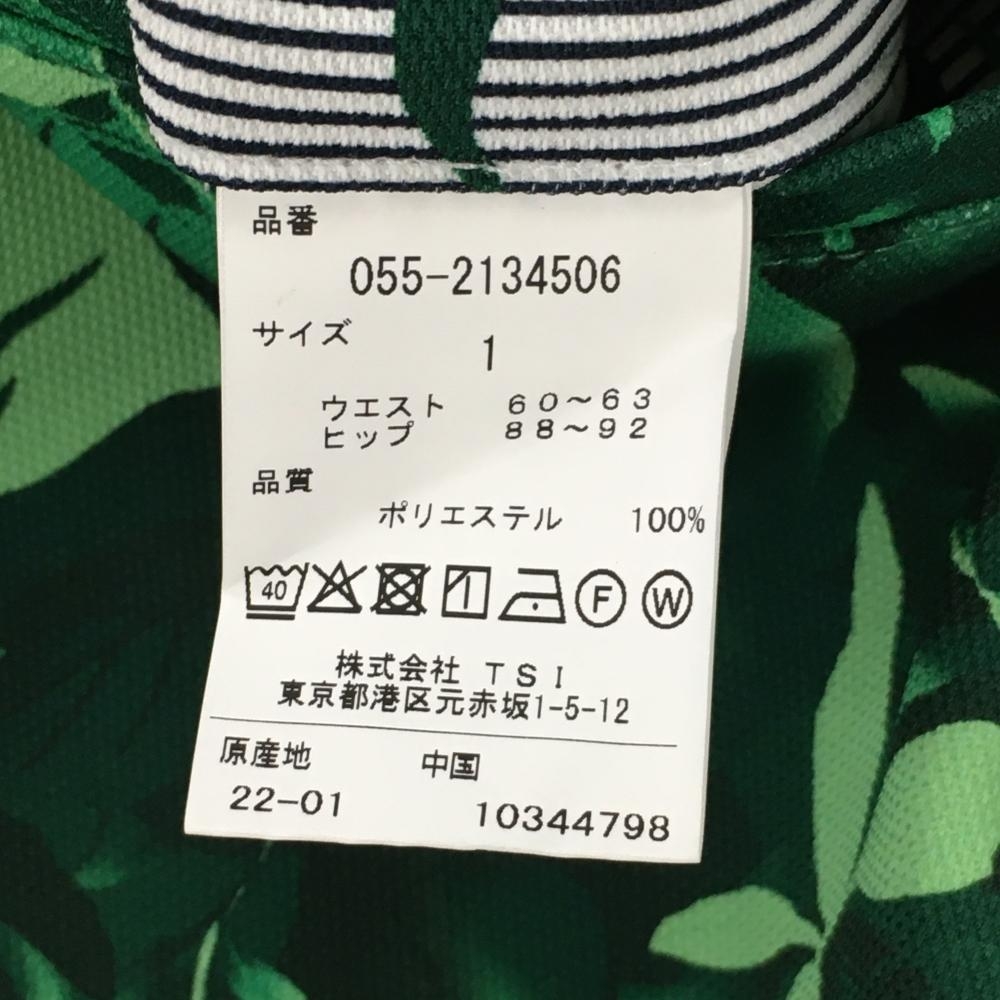 品番
055-2134506
サイズ
1
ウエスト 60〜63
ヒップ 88〜92
品質
ポリエステル 100%
40 F W
株式会社 TSI
東京都港区元赤坂1-5-12
原産地 中国
22-01 10344798